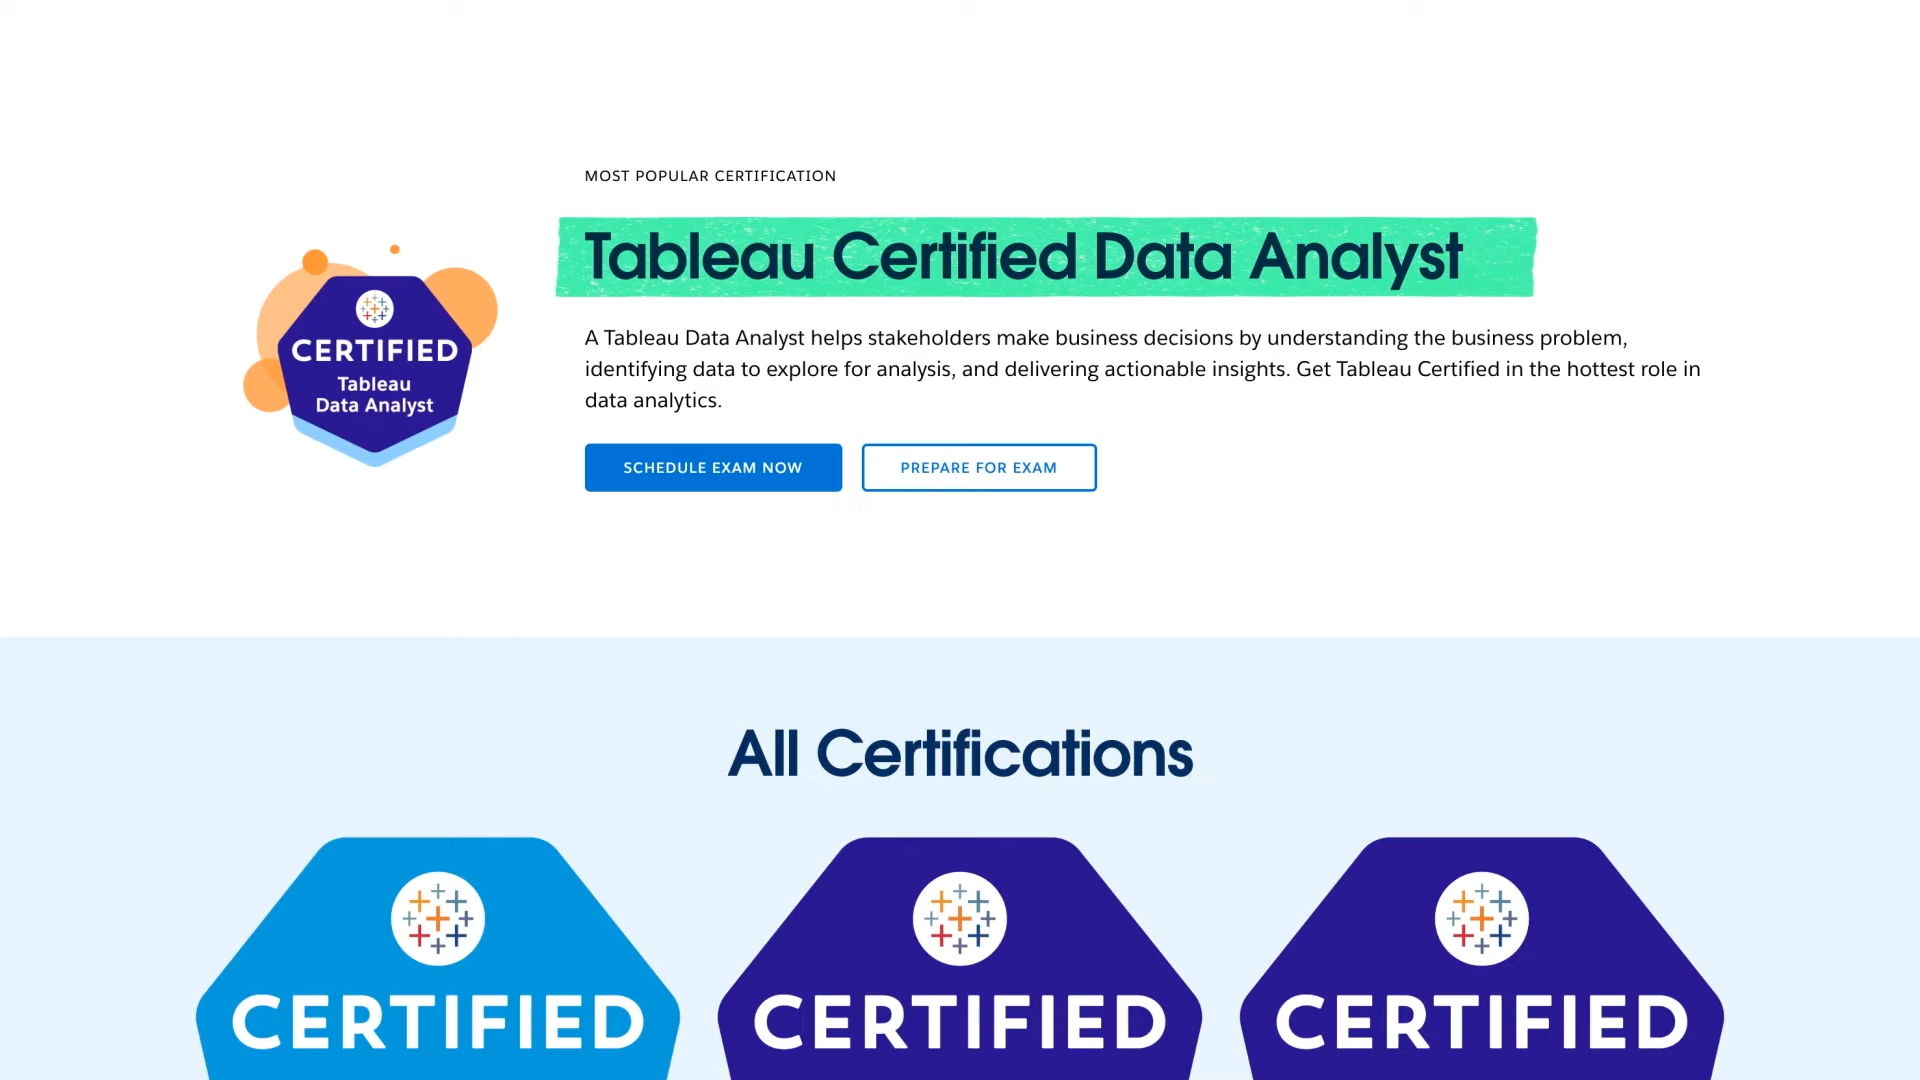 MOST POPULAR CERTIFICATION
Tableau Certified Data Analyst
CERTIFIED
Tableau
Data Analyst
A Tableau Data Analyst helps stakeholders make business decisions by understanding the business problem,
identifying data to explore for analysis, and delivering actionable insights. Get Tableau Certified in the hottest role in
data analytics.
SCHEDULE EXAM NOW
PREPARE FOR EXAM
All Certifications
CERTIFIED
CERTIFIED
CERTIFIED